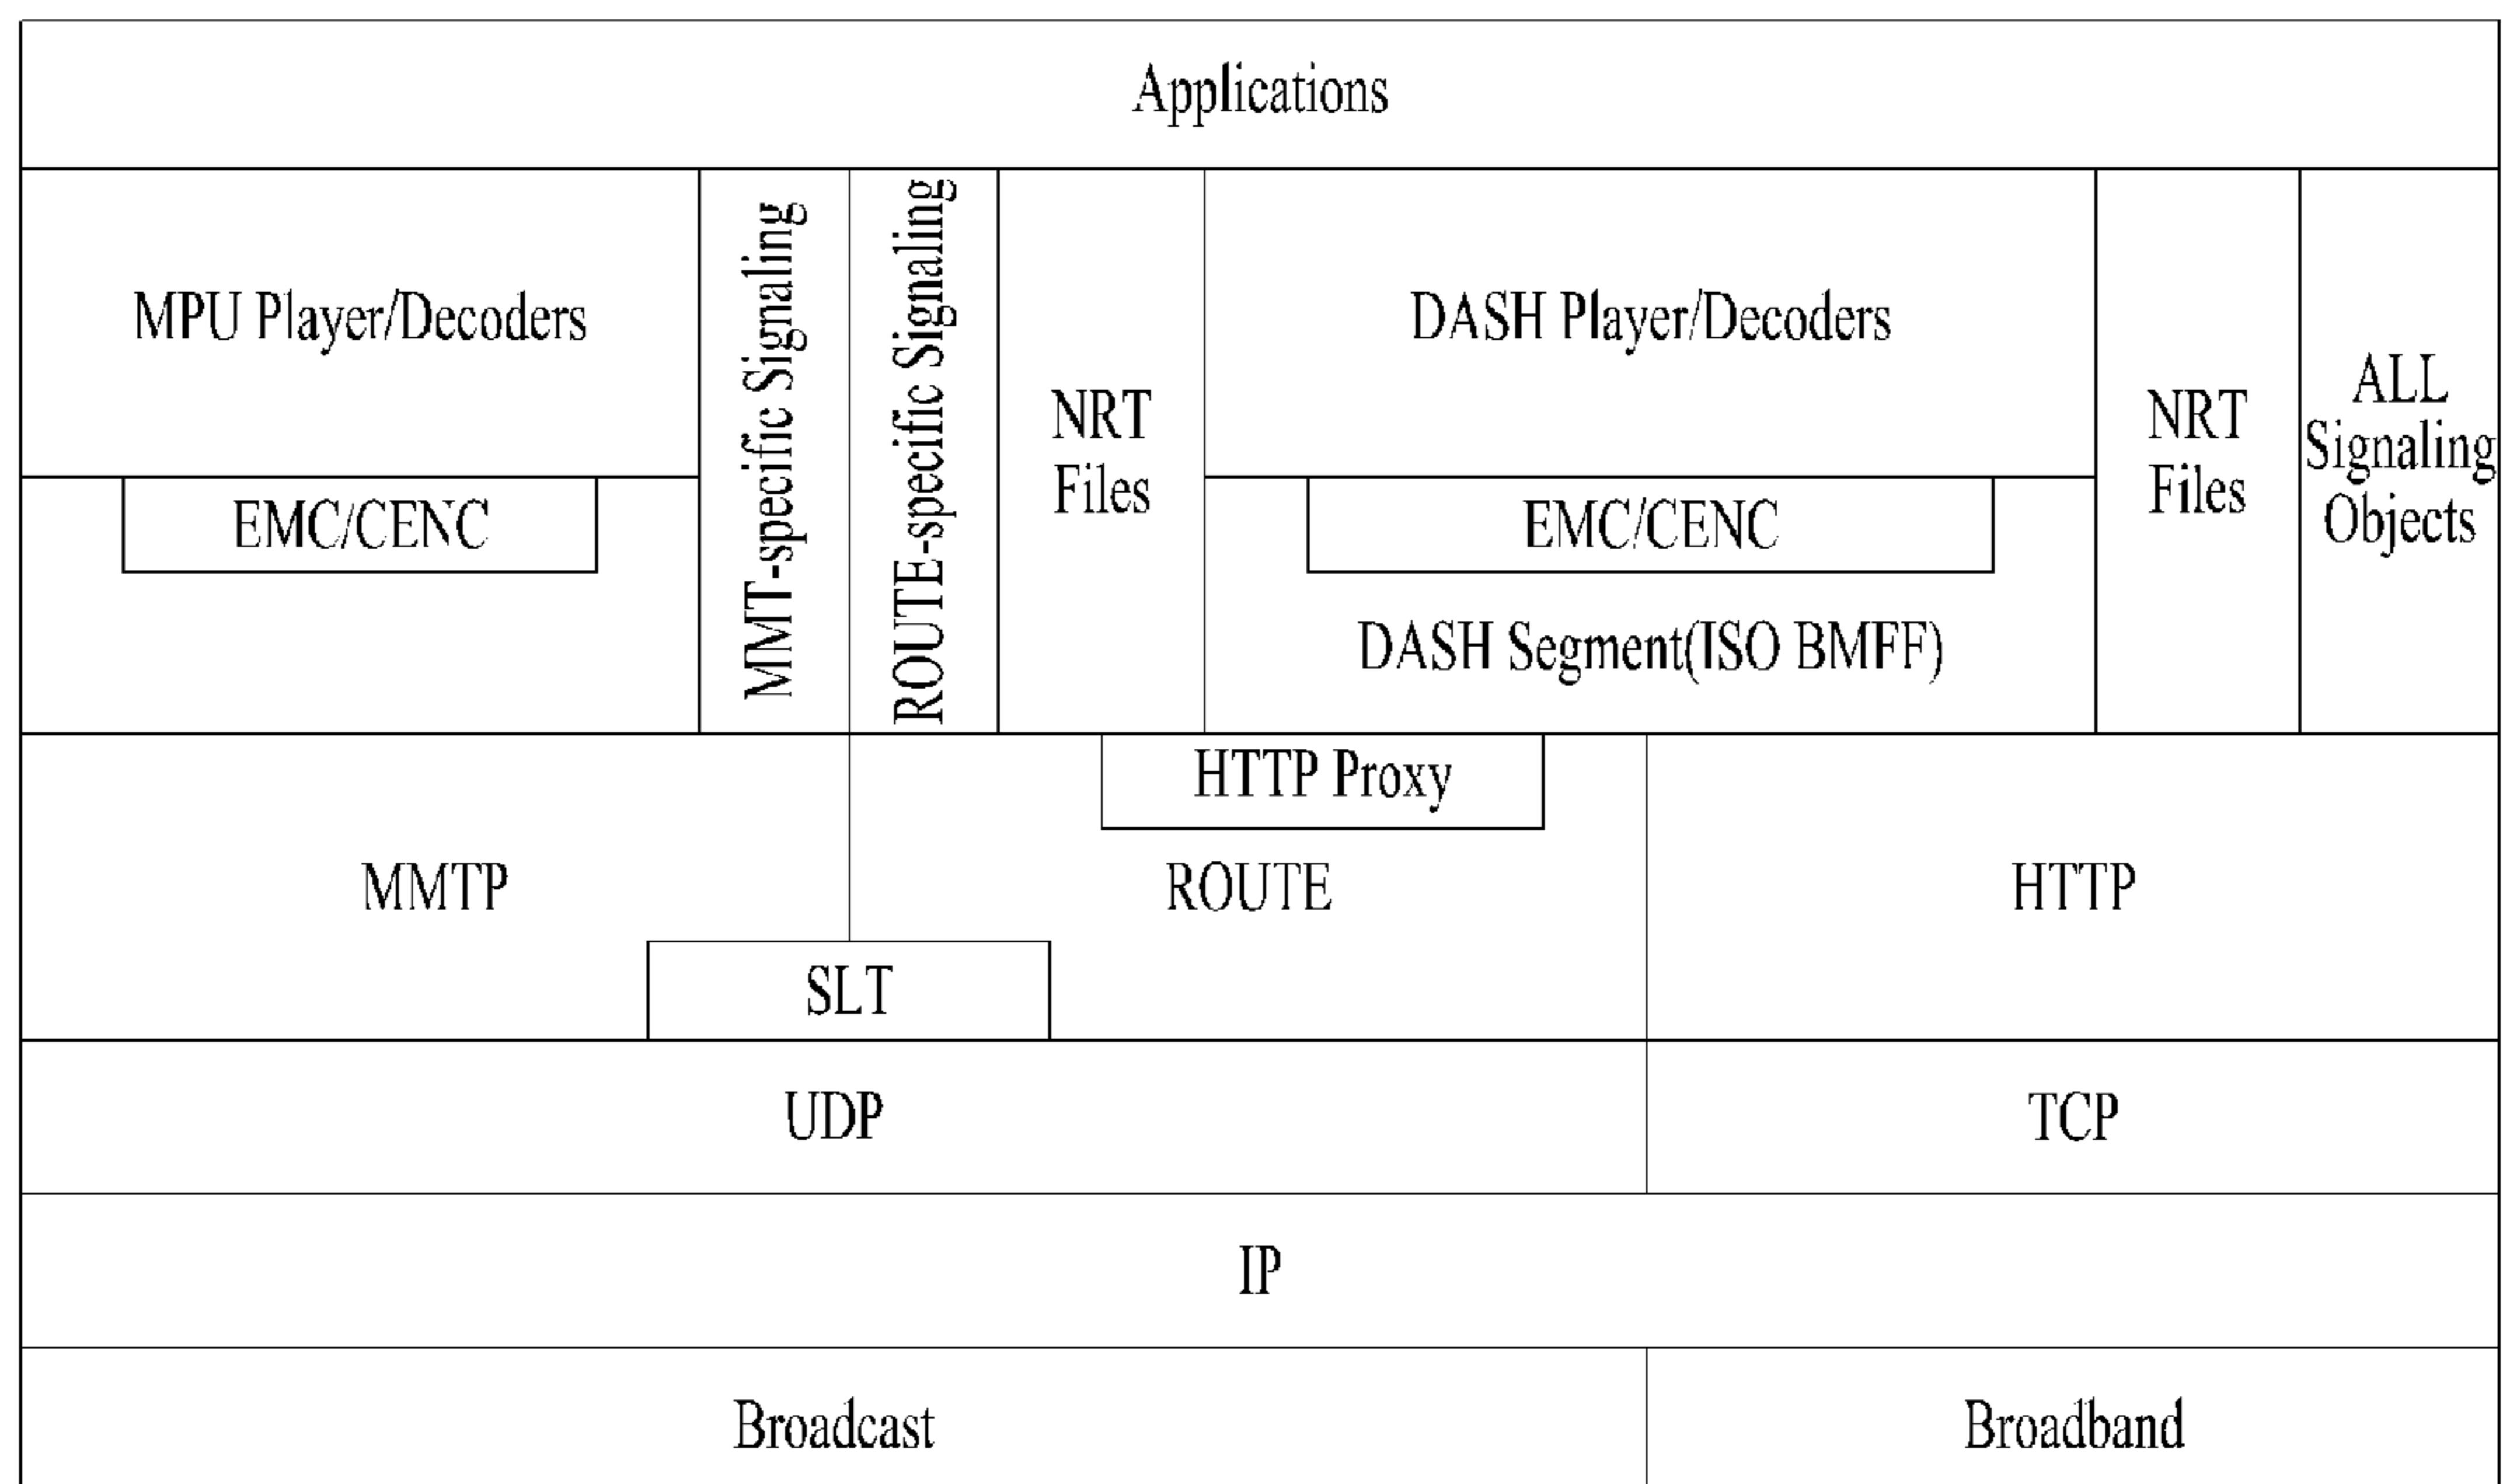 Applications
MPU Player/Decoders
EMC/CENC
MMT-specific Signaling
ROUTE-specific Signaling
NRT
Files
DASH Player/Decoders
EMC/CENC
DASH Segment(ISO BMFF)
NRT
Files
ALL
Signaling
Objects
HTTP Proxy
MMTP
ROUTE
HTTP
SLT
UDP
TCP
IP
Broadcast
Broadband